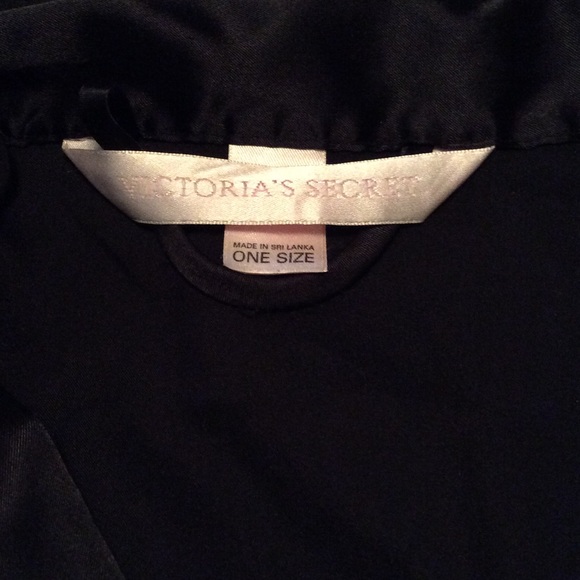 VICTORIA'S SECRET
MADE IN SRI LANKA
ONE SIZE